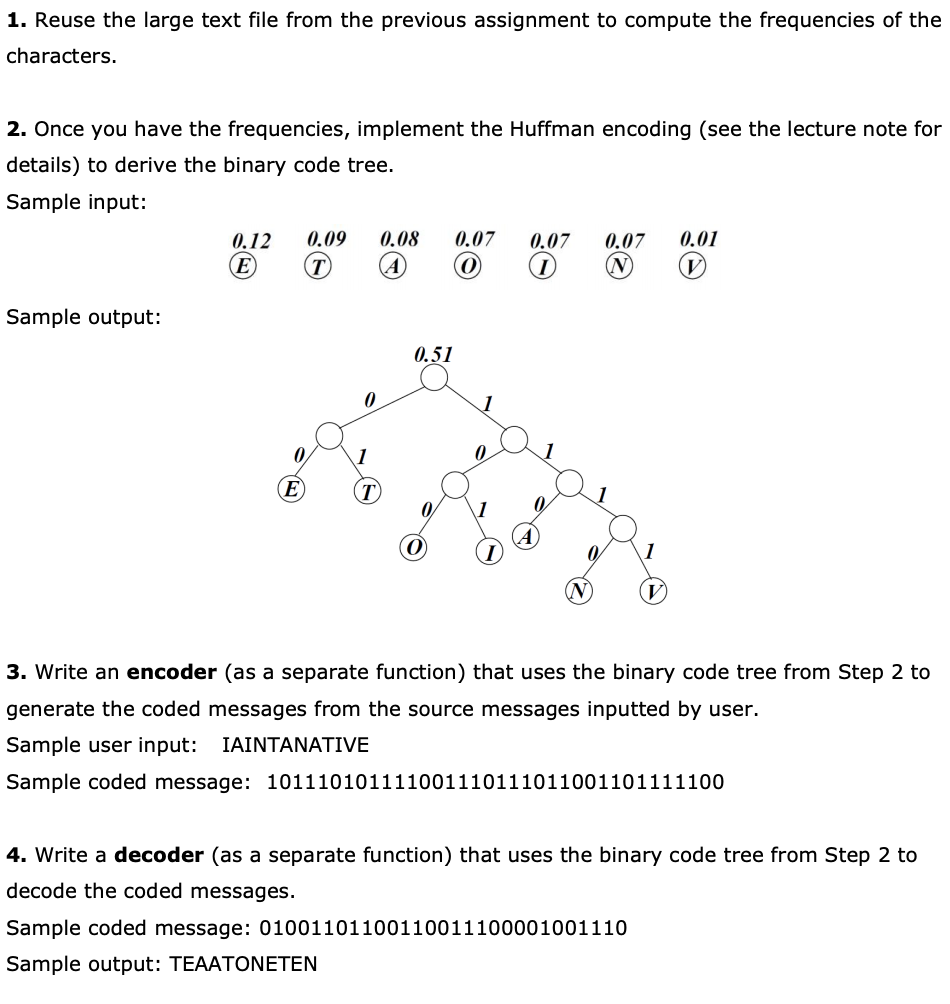 1. Reuse the large text file from the previous assignment to compute the frequencies of the
characters.
2. Once you have the frequencies, implement the Huffman encoding (see the lecture note for
details) to derive the binary code tree.
Sample input:
0.12 0.09 0.08 0.07 0.07 0.07 0.01
E T A O I N V
Sample output:
0.51
0 1
0 1 0 1
E T
0 1 0 1
O I A
0 1
N V
3. Write an encoder (as a separate function) that uses the binary code tree from Step 2 to
generate the coded messages from the source messages inputted by user.
Sample user input: IAINTANATIVE
Sample coded message: 101110101111001110111011001101111100
4. Write a decoder (as a separate function) that uses the binary code tree from Step 2 to
decode the coded messages.
Sample coded message: 01001101100110011100001001110
Sample output: TEAATONETEN